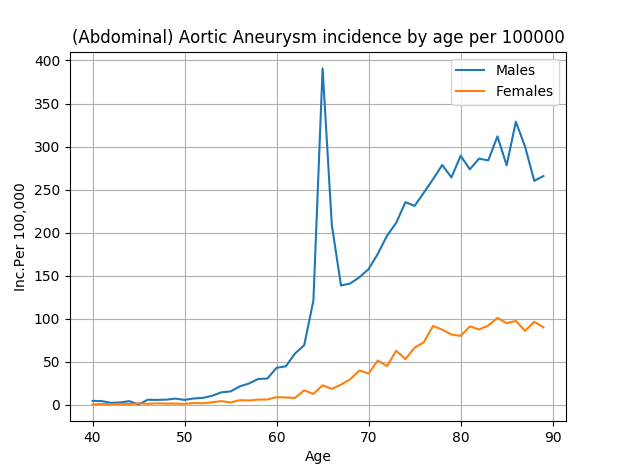 (Abdominal) Aortic Aneurysm incidence by age per 100000
Males
Females
Inc.Per 100,000
400
350
300
250
200
150
100
50
0
40 50 60 70 80 90
Age